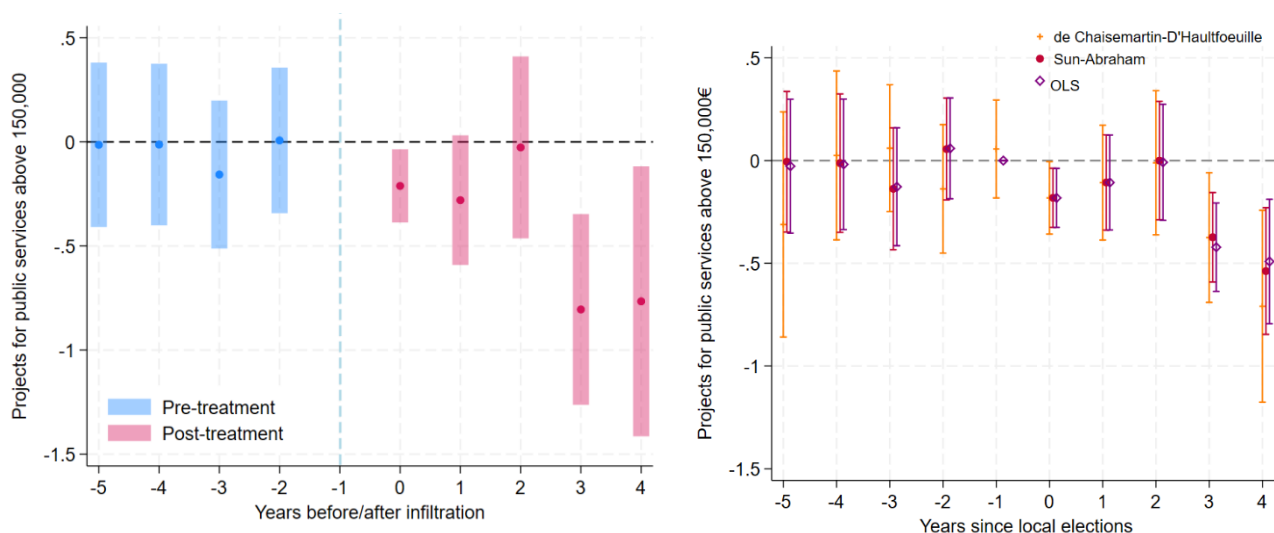 Projects for public services above 150,000
.5
0
-.5
-1
-1.5
Pre-treatment
Post-treatment
-5 -4 -3 -2 -1 0 1 2 3 4
Years before/after infiltration
de Chaisemartin-D'Haultfoeuille
Sun-Abraham
OLS
Projects for public services above 150,000€
.5
0
-.5
-1
-1.5
-5 -4 -3 -2 -1 0 1 2 3 4
Years since local elections